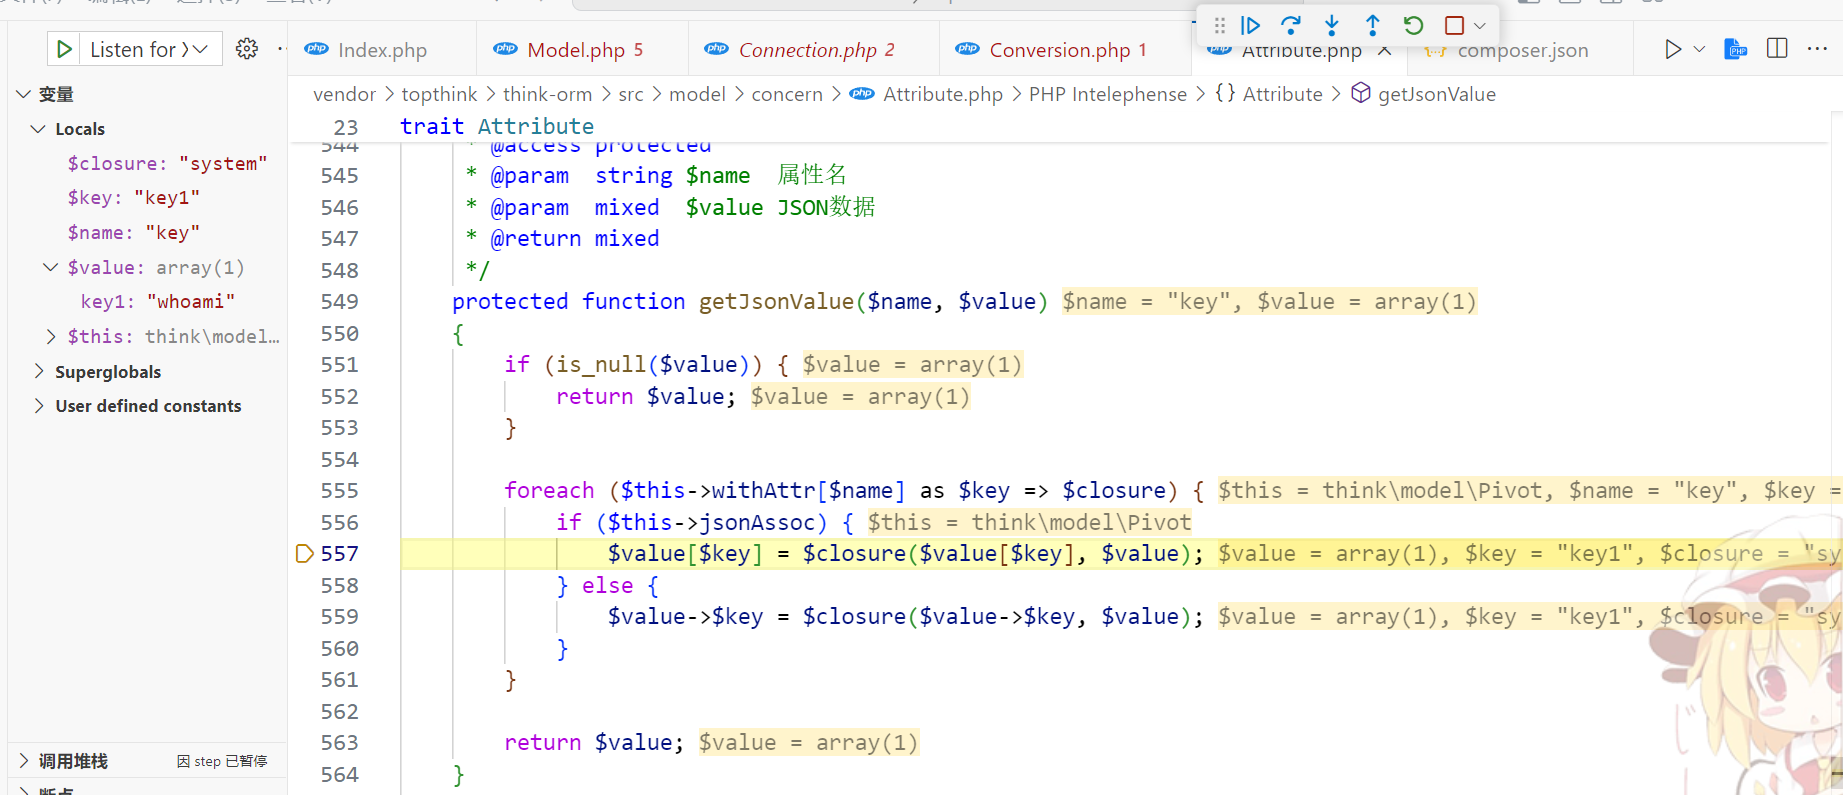 Listen for X
Index.php
Model.php 5
Connection.php 2
Conversion.php 1
Attribute.php
composer.json
变量
Locals
$closure: "system"
$key: "key1"
$name: "key"
$value: array(1)
key1: "whoami"
$this: think\model…
Superglobals
User defined constants
调用堆栈
因 step 已暂停
断点
vendor > topthink > think-orm > src > model > concern > Attribute.php > PHP Intelephense > {} Attribute > getJsonValue
23 trait Attribute
544 * @access protected
545 * @param  string $name  属性名
546 * @param  mixed  $value JSON数据
547 * @return mixed
548 */
549 protected function getJsonValue($name, $value) $name = "key", $value = array(1)
550 {
551 if (is_null($value)) { $value = array(1)
552 return $value; $value = array(1)
553 }
554
555 foreach ($this->withAttr[$name] as $key => $closure) { $this = think\model\Pivot, $name = "key", $key =
556 if ($this->jsonAssoc) { $this = think\model\Pivot
557 $value[$key] = $closure($value[$key], $value); $value = array(1), $key = "key1", $closure = "sy
558 } else {
559 $value->$key = $closure($value->$key, $value); $value = array(1), $key = "key1", $closure = "sy
560 }
561 }
562
563 return $value; $value = array(1)
564 }